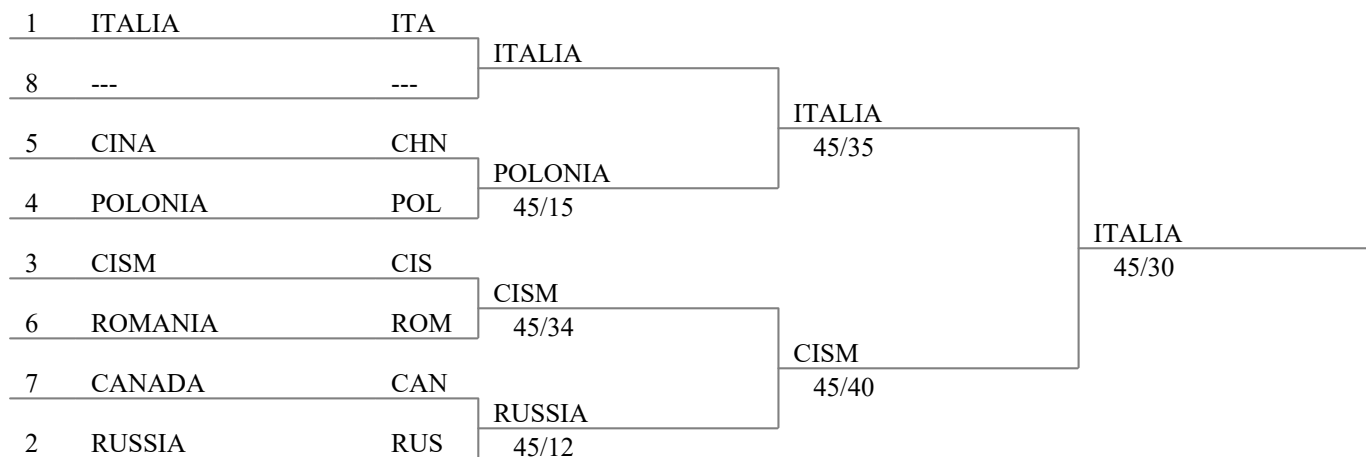 1 ITALIA ITA
ITALIA
8 --- ---
ITALIA
45/35
5 CINA CHN
POLONIA
45/15
4 POLONIA POL
ITALIA
45/30
3 CISM CIS
CISM
45/34
6 ROMANIA ROM
CISM
45/40
7 CANADA CAN
RUSSIA
45/12
2 RUSSIA RUS